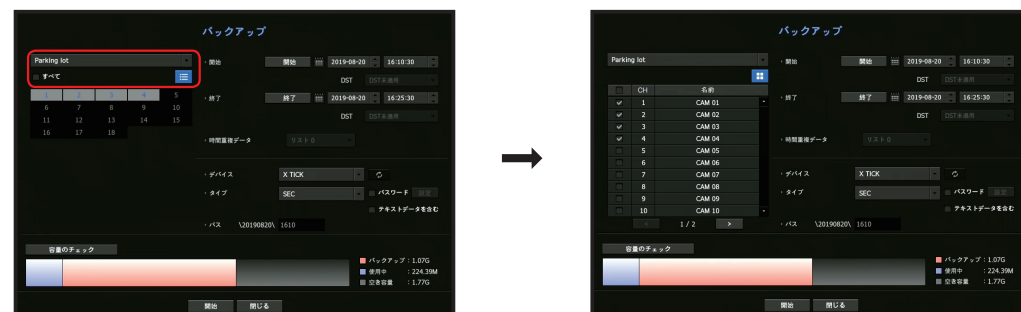 バックアップ
Parking lot
すべて
1 2 3 4 5
6 7 8 9 10
11 12 13 14 15
16 17 18
・開始 開始 2019-08-20 16:10:30
DST DST未適用
・終了 終了 2019-08-20 16:25:30
DST DST未適用
・時間重複データ リスト 0
・デバイス X TICK
・タイプ SEC パスワード 設定
テキストデータを含む
・パス \20190820\ 1610
容量のチェック
バックアップ : 1.07G
使用中 : 224.39M
空き容量 : 1.77G
開始 閉じる
バックアップ
Parking lot
CH 名前
1 CAM 01
2 CAM 02
3 CAM 03
4 CAM 04
5 CAM 05
6 CAM 06
7 CAM 07
8 CAM 08
9 CAM 09
10 CAM 10
< 1 / 2 >
・開始 開始 2019-08-20 16:10:30
DST DST未適用
・終了 終了 2019-08-20 16:25:30
DST DST未適用
・時間重複データ リスト 0
・デバイス X TICK
・タイプ SEC パスワード 設定
テキストデータを含む
・パス \20190820\ 1610
容量のチェック
バックアップ : 1.07G
使用中 : 224.39M
空き容量 : 1.77G
開始 閉じる